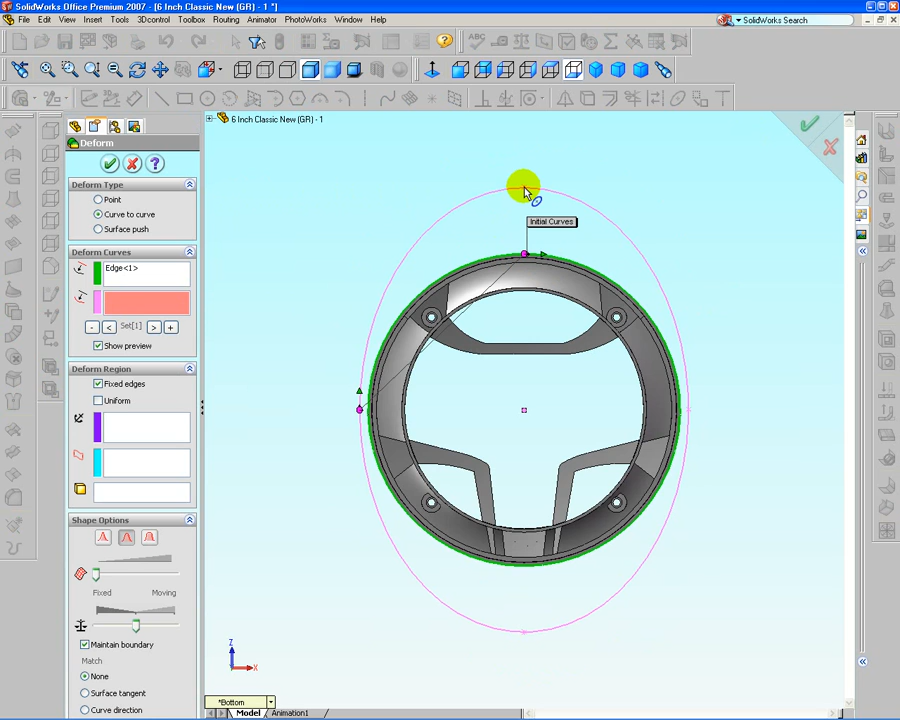 SolidWorks Office Premium 2007 - [6 Inch Classic New (GR) - 1 *]
File Edit View Insert Tools 3Dcontrol Toolbox Routing Animator PhotoWorks Window Help
SolidWorks Search
6 Inch Classic New (GR) - 1
Deform
Deform Type
Point
Curve to curve
Surface push
Deform Curves
Edge<1>
Set[1]
Show preview
Deform Region
Fixed edges
Uniform
Shape Options
Fixed Moving
Maintain boundary
Match
None
Surface tangent
Curve direction
Initial Curves
Z
X
*Bottom
Model Animation1